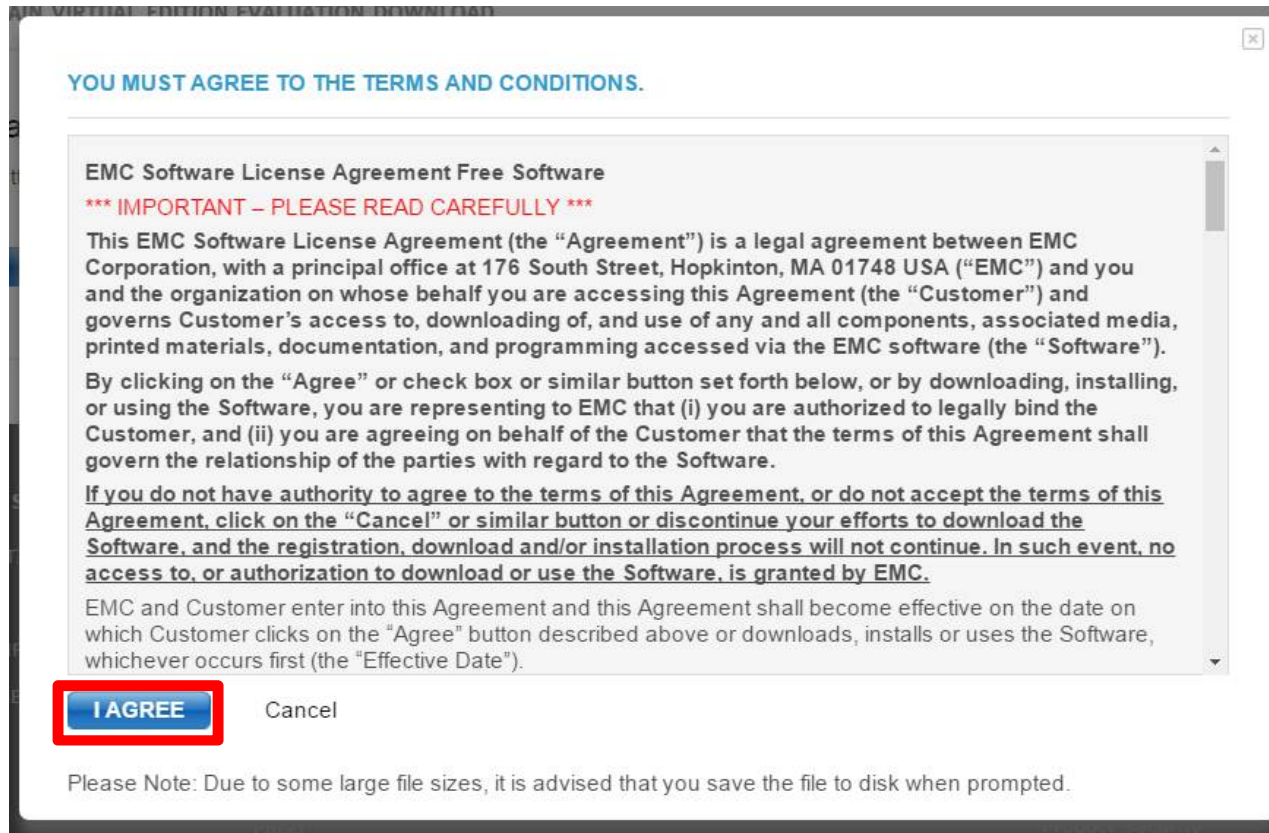 AIN VIRTUAL EDITION EVALUATION DOWNLOAD
YOU MUST AGREE TO THE TERMS AND CONDITIONS.
EMC Software License Agreement Free Software
*** IMPORTANT – PLEASE READ CAREFULLY ***
This EMC Software License Agreement (the “Agreement”) is a legal agreement between EMC
Corporation, with a principal office at 176 South Street, Hopkinton, MA 01748 USA (“EMC”) and you
and the organization on whose behalf you are accessing this Agreement (the “Customer”) and
governs Customer’s access to, downloading of, and use of any and all components, associated media,
printed materials, documentation, and programming accessed via the EMC software (the “Software”).
By clicking on the “Agree” or check box or similar button set forth below, or by downloading, installing,
or using the Software, you are representing to EMC that (i) you are authorized to legally bind the
Customer, and (ii) you are agreeing on behalf of the Customer that the terms of this Agreement shall
govern the relationship of the parties with regard to the Software.
If you do not have authority to agree to the terms of this Agreement, or do not accept the terms of this
Agreement, click on the “Cancel” or similar button or discontinue your efforts to download the
Software, and the registration, download and/or installation process will not continue. In such event, no
access to, or authorization to download or use the Software, is granted by EMC.
EMC and Customer enter into this Agreement and this Agreement shall become effective on the date on
which Customer clicks on the “Agree” button described above or downloads, installs or uses the Software,
whichever occurs first (the “Effective Date”).
I AGREE Cancel
Please Note: Due to some large file sizes, it is advised that you save the file to disk when prompted.